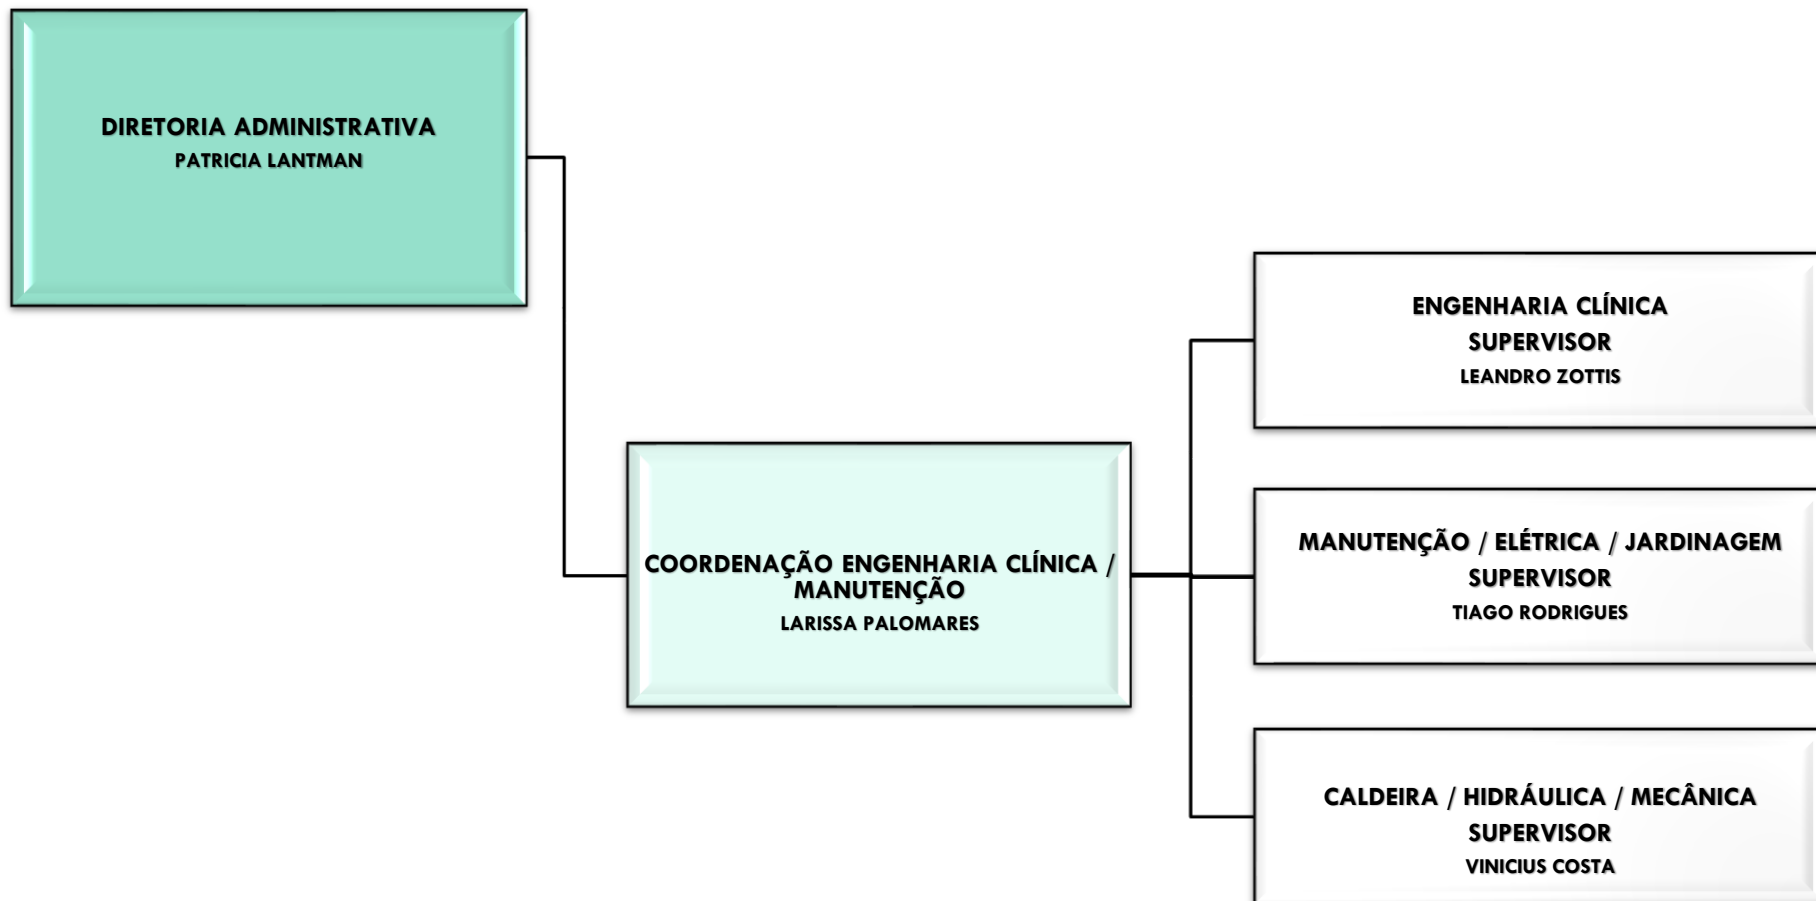 DIRETORIA ADMINISTRATIVA
PATRICIA LANTMAN
COORDENAÇÃO ENGENHARIA CLÍNICA /
MANUTENÇÃO
LARISSA PALOMARES
ENGENHARIA CLÍNICA
SUPERVISOR
LEANDRO ZOTTIS
MANUTENÇÃO / ELÉTRICA / JARDINAGEM
SUPERVISOR
TIAGO RODRIGUES
CALDEIRA / HIDRÁULICA / MECÂNICA
SUPERVISOR
VINICIUS COSTA